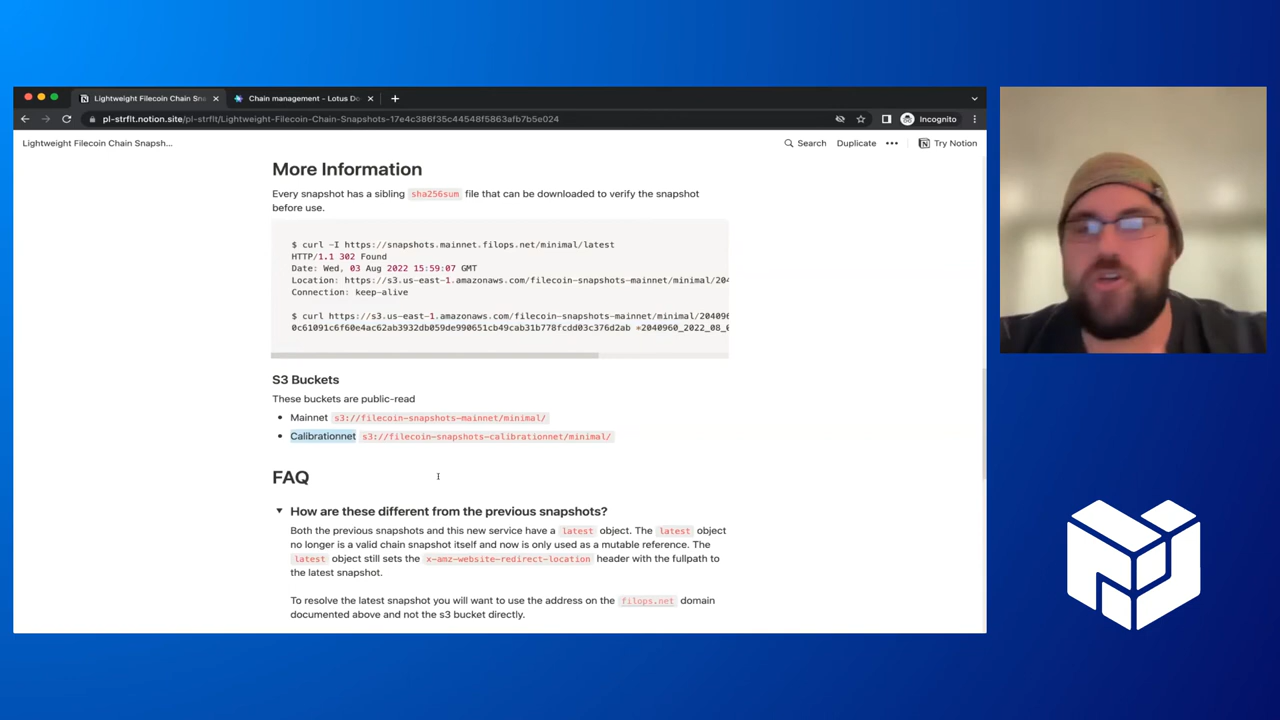 Lightweight Filecoin Chain Sna
Chain management - Lotus Do
pl-strflt.notion.site/pl-strflt/Lightweight-Filecoin-Chain-Snapshots-17e4c386f35c44548f5863afb7b5e024
Incognito
Lightweight Filecoin Chain Snapsh...
Search
Duplicate
Try Notion
More Information
Every snapshot has a sibling sha256sum file that can be downloaded to verify the snapshot
before use.
$ curl -I https://snapshots.mainnet.filops.net/minimal/latest
HTTP/1.1 302 Found
Date: Wed, 03 Aug 2022 15:59:07 GMT
Location: https://s3.us-east-1.amazonaws.com/filecoin-snapshots-mainnet/minimal/204
Connection: keep-alive
$ curl https://s3.us-east-1.amazonaws.com/filecoin-snapshots-mainnet/minimal/204096
0c61091c6f60e4ac62ab3932db059de990651cb49cab31b778fcdd03c376d2ab *2040960_2022_08_0
S3 Buckets
These buckets are public-read
• Mainnet s3://filecoin-snapshots-mainnet/minimal/
• Calibrationnet s3://filecoin-snapshots-calibrationnet/minimal/
FAQ
How are these different from the previous snapshots?
Both the previous snapshots and this new service have a latest object. The latest object
no longer is a valid chain snapshot itself and now is only used as a mutable reference. The
latest object still sets the x-amz-website-redirect-location header with the fullpath to
the latest snapshot.
To resolve the latest snapshot you will want to use the address on the filops.net domain
documented above and not the s3 bucket directly.